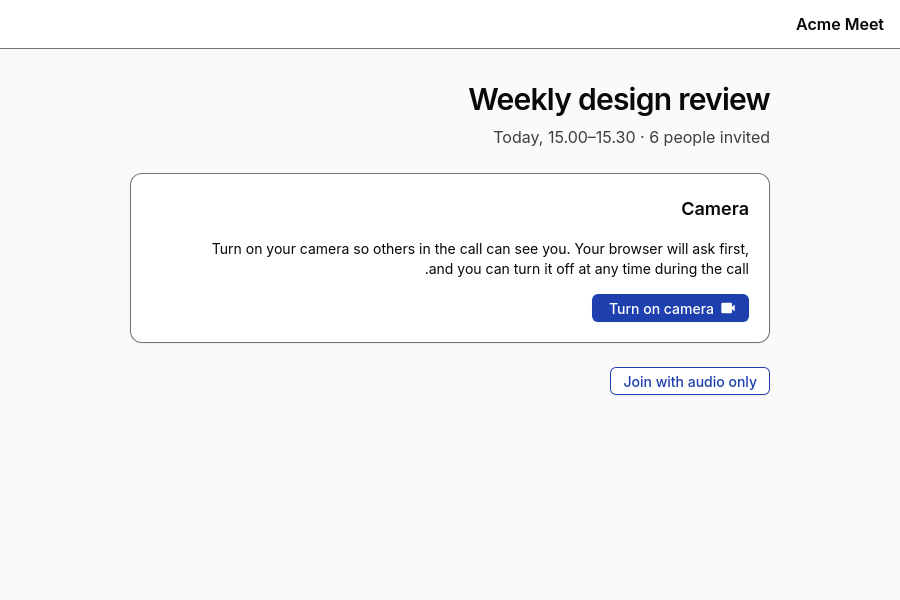 Acme Meet
Weekly design review
Today, 15.00–15.30 · 6 people invited
Camera
Turn on your camera so others in the call can see you. Your browser will ask first,
.and you can turn it off at any time during the call
Turn on camera
Join with audio only